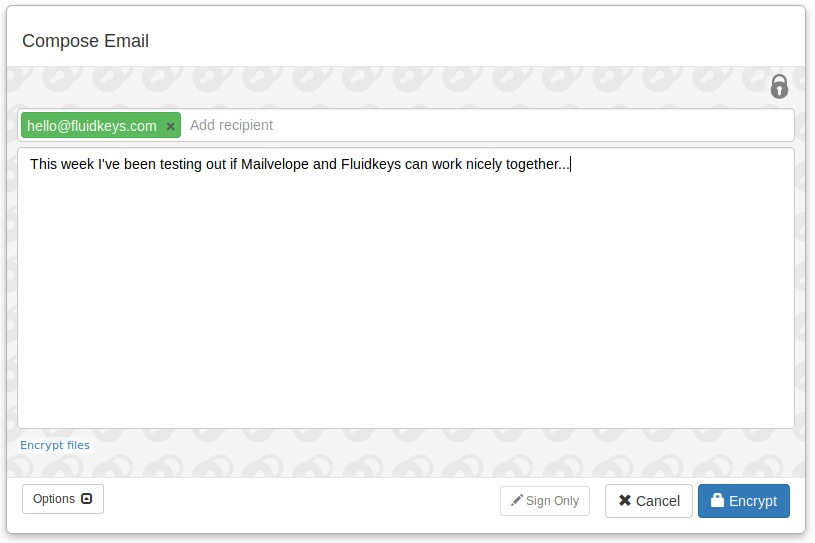 Compose Email
hello@fluidkeys.com × Add recipient
This week I've been testing out if Mailvelope and Fluidkeys can work nicely together...
Encrypt files
Options
Sign Only
Cancel
Encrypt